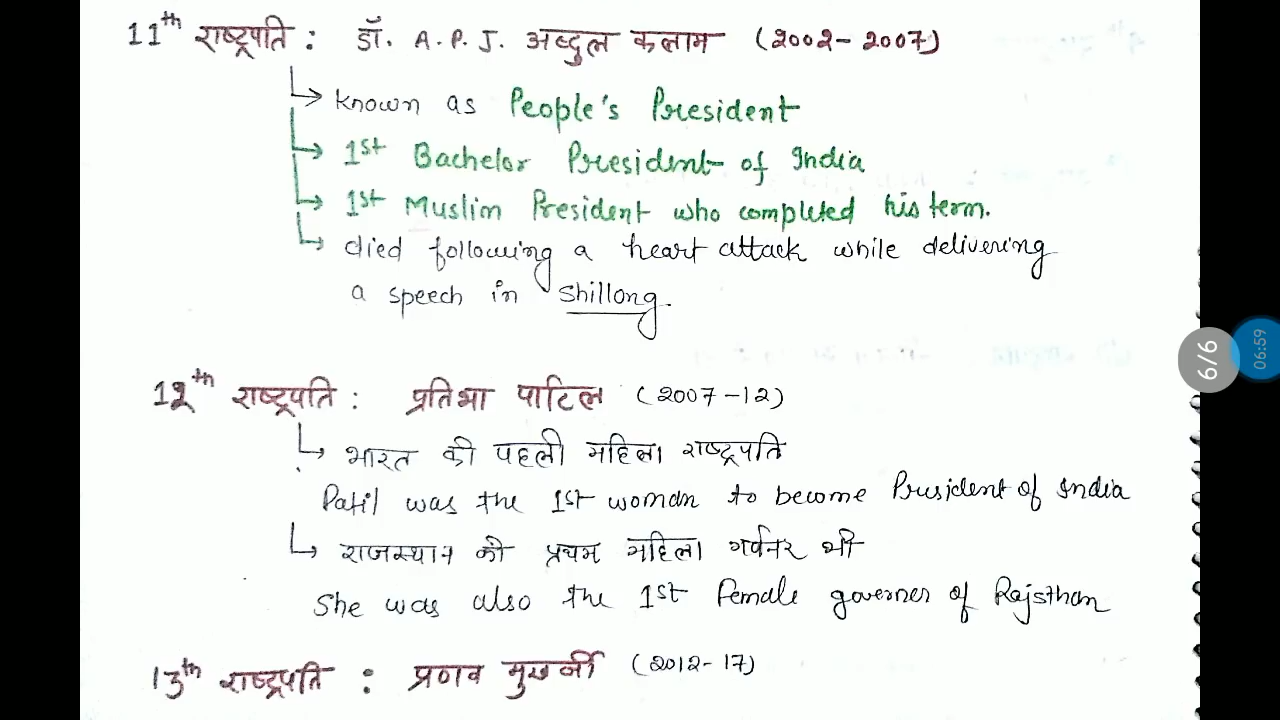 11th राष्ट्रपति : डॉ. A.P.J. अब्दुल कलाम (2002-2007)
known as People's President
1st Bachelor President of India
1st Muslim President who completed his term.
died following a heart attack while delivering
a speech in Shillong.
12th राष्ट्रपति : प्रतिभा पाटिल (2007-12)
भारत की पहली महिला राष्ट्रपति
Patil was the 1st woman to become President of India
राजस्थान की प्रथम महिला गर्वनर भी
She was also the 1st Female governer of Rajsthan
13th राष्ट्रपति : प्रणव मुखर्जी (2012-17)
6/6
06:59